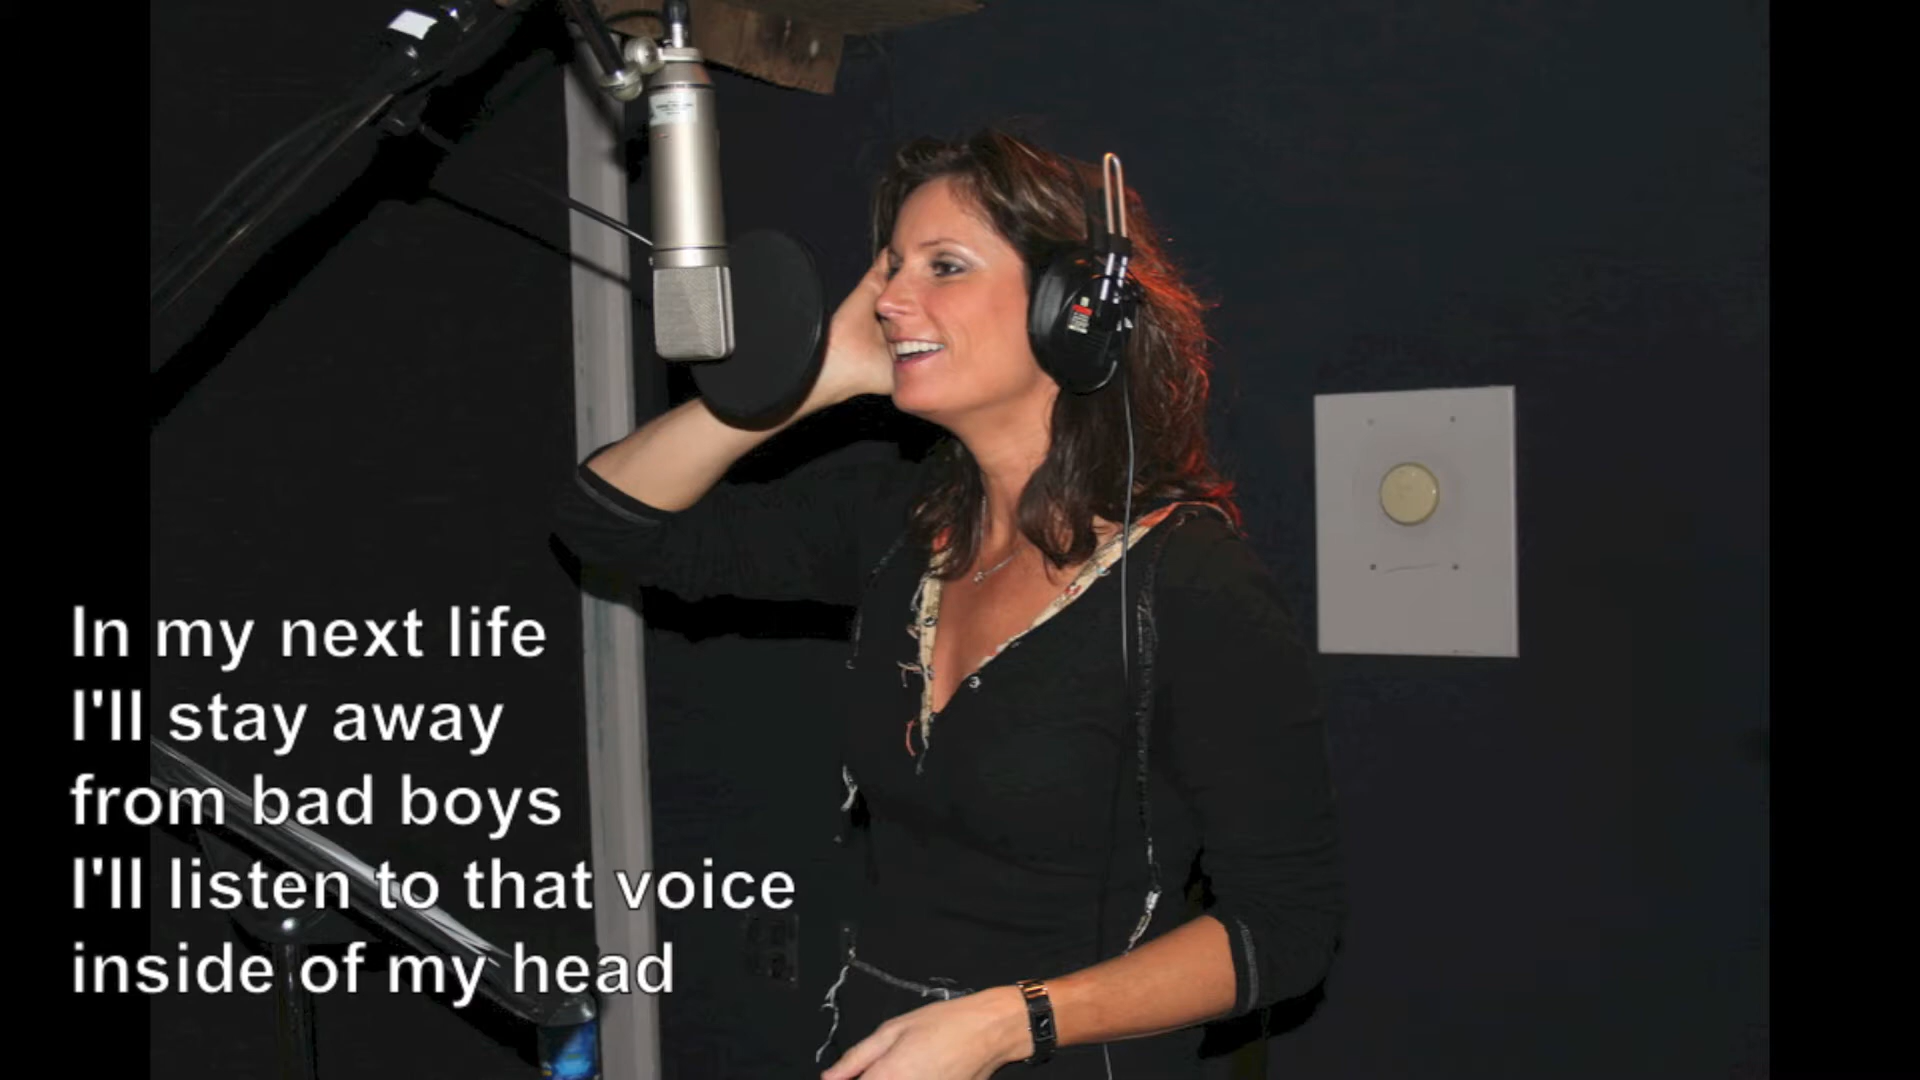 In my next life
I'll stay away
from bad boys
I'll listen to that voice
inside of my head